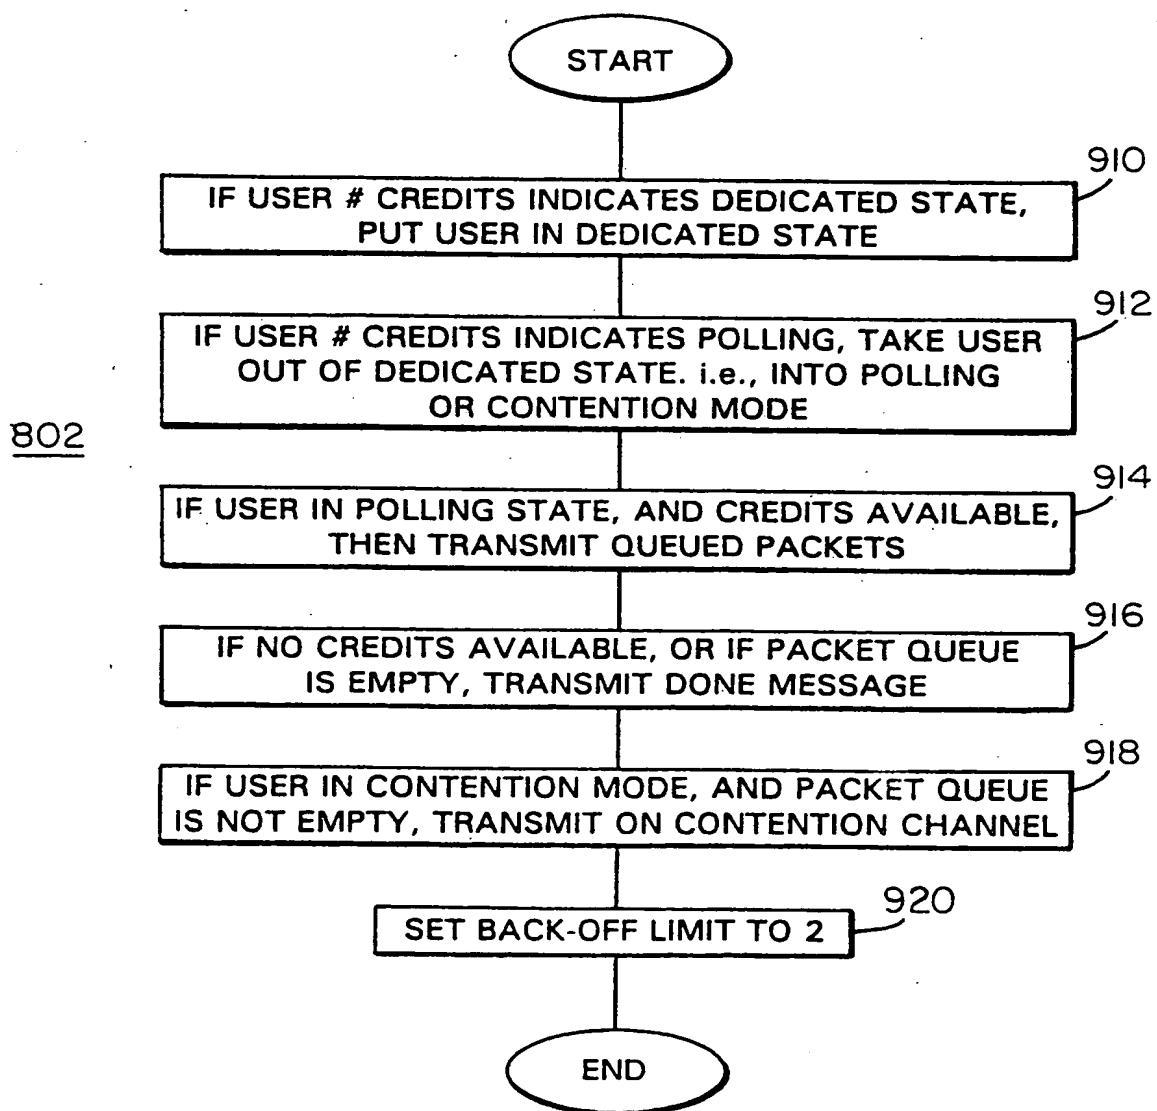 START
910
IF USER # CREDITS INDICATES DEDICATED STATE,
PUT USER IN DEDICATED STATE
912
IF USER # CREDITS INDICATES POLLING, TAKE USER
OUT OF DEDICATED STATE. i.e., INTO POLLING
OR CONTENTION MODE
802
914
IF USER IN POLLING STATE, AND CREDITS AVAILABLE,
THEN TRANSMIT QUEUED PACKETS
916
IF NO CREDITS AVAILABLE, OR IF PACKET QUEUE
IS EMPTY, TRANSMIT DONE MESSAGE
918
IF USER IN CONTENTION MODE, AND PACKET QUEUE
IS NOT EMPTY, TRANSMIT ON CONTENTION CHANNEL
920
SET BACK-OFF LIMIT TO 2
END